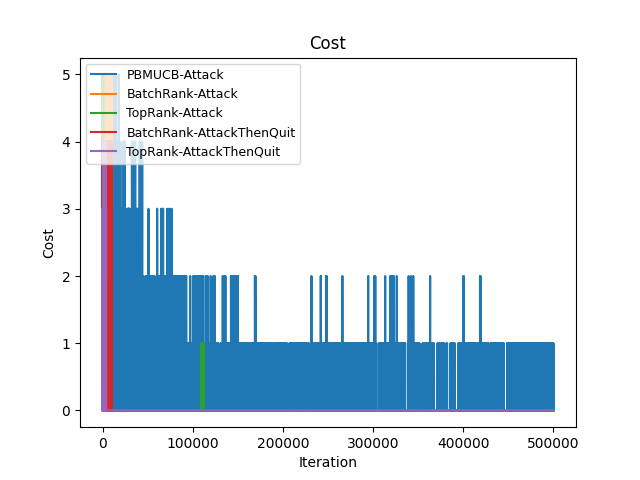 Cost
PBMUCB-Attack
BatchRank-Attack
TopRank-Attack
BatchRank-AttackThenQuit
TopRank-AttackThenQuit
5
4
3
2
1
0
Cost
0 100000 200000 300000 400000 500000
Iteration